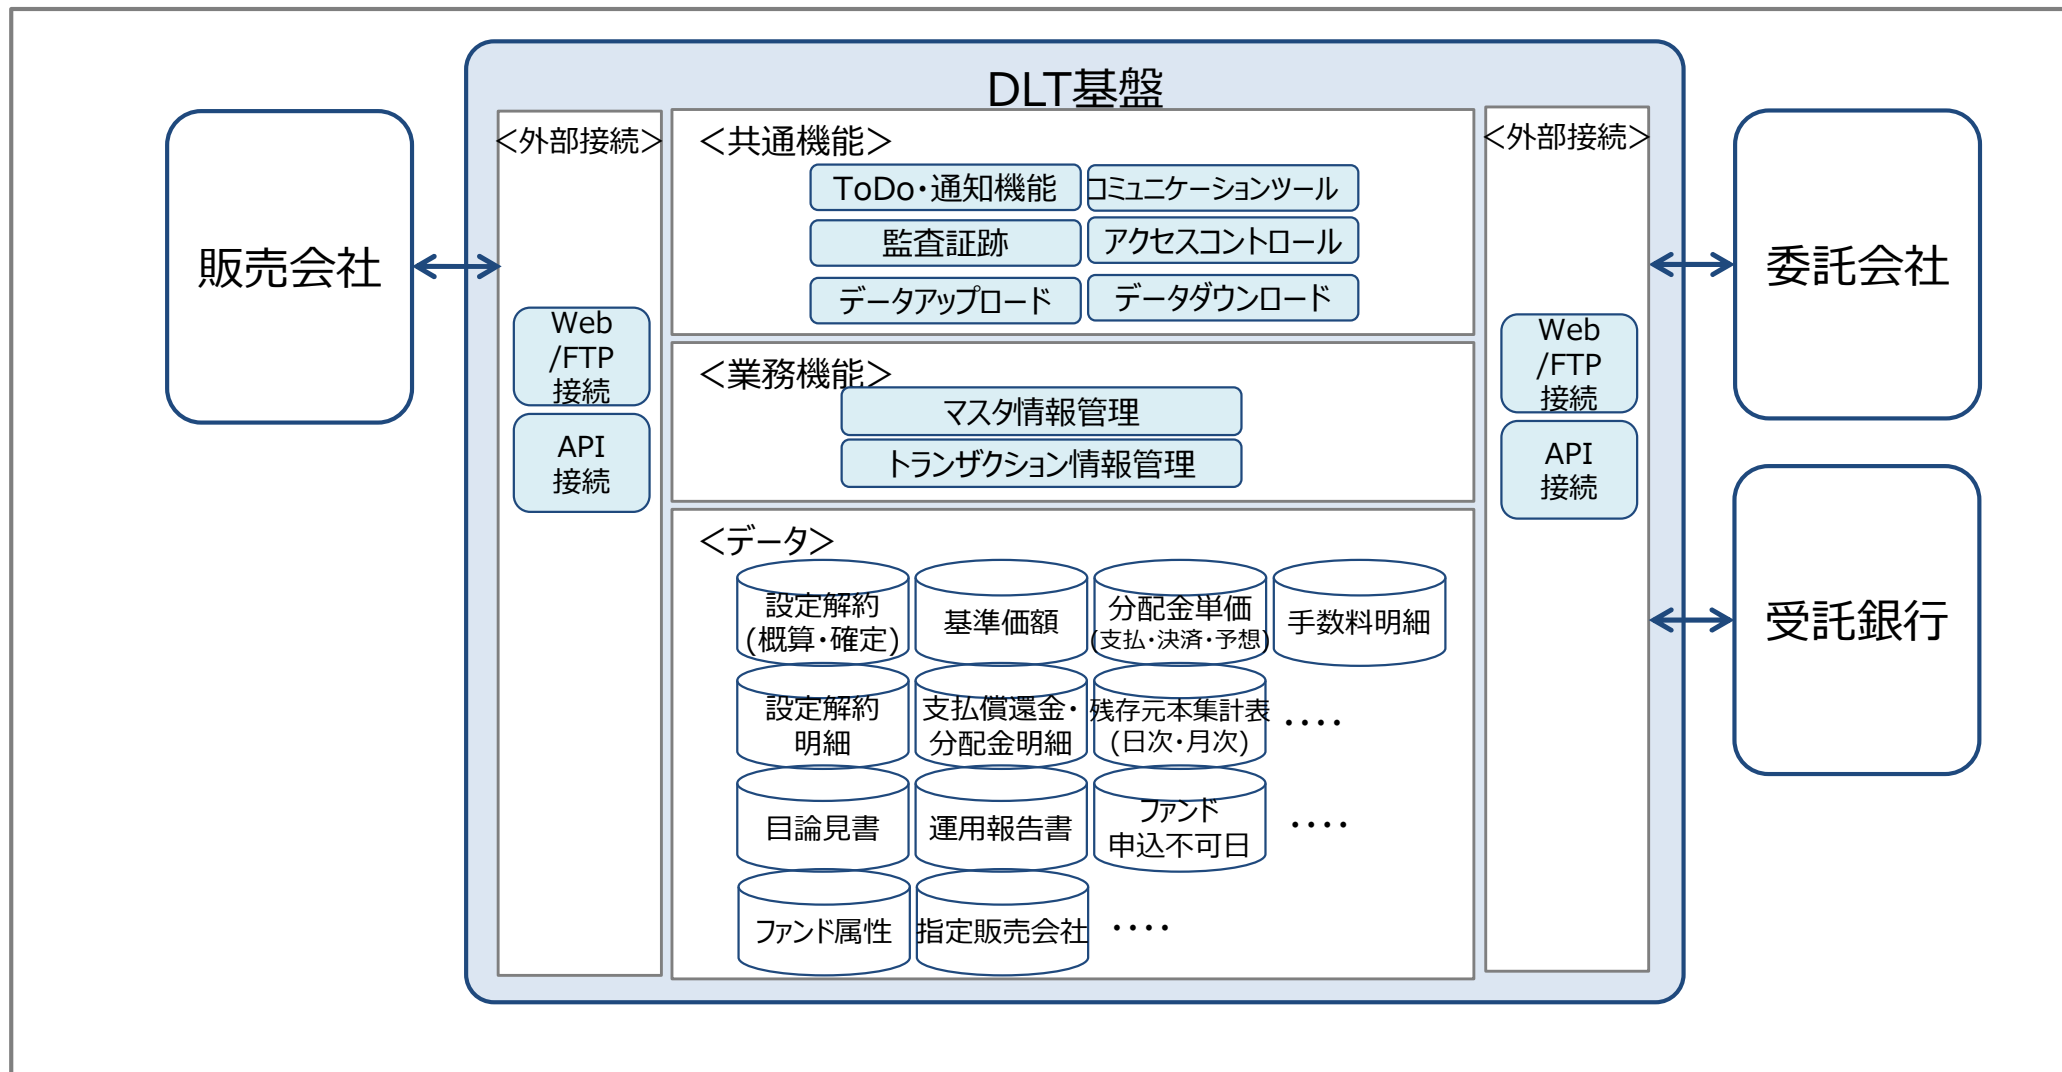 DLT基盤
販売会社
＜外部接続＞
Web
/FTP
接続
API
接続
＜共通機能＞
ToDo・通知機能
コミュニケーションツール
監査証跡
アクセスコントロール
データアップロード
データダウンロード
＜業務機能＞
マスタ情報管理
トランザクション情報管理
＜データ＞
設定解約
(概算・確定)
基準価額
分配金単価
(支払・決済・予想)
手数料明細
設定解約
明細
支払償還金・
分配金明細
残存元本集計表
(日次・月次)
‥‥
目論見書
運用報告書
ファンド
申込不可日
‥‥
ファンド属性
指定販売会社
‥‥
＜外部接続＞
Web
/FTP
接続
API
接続
委託会社
受託銀行